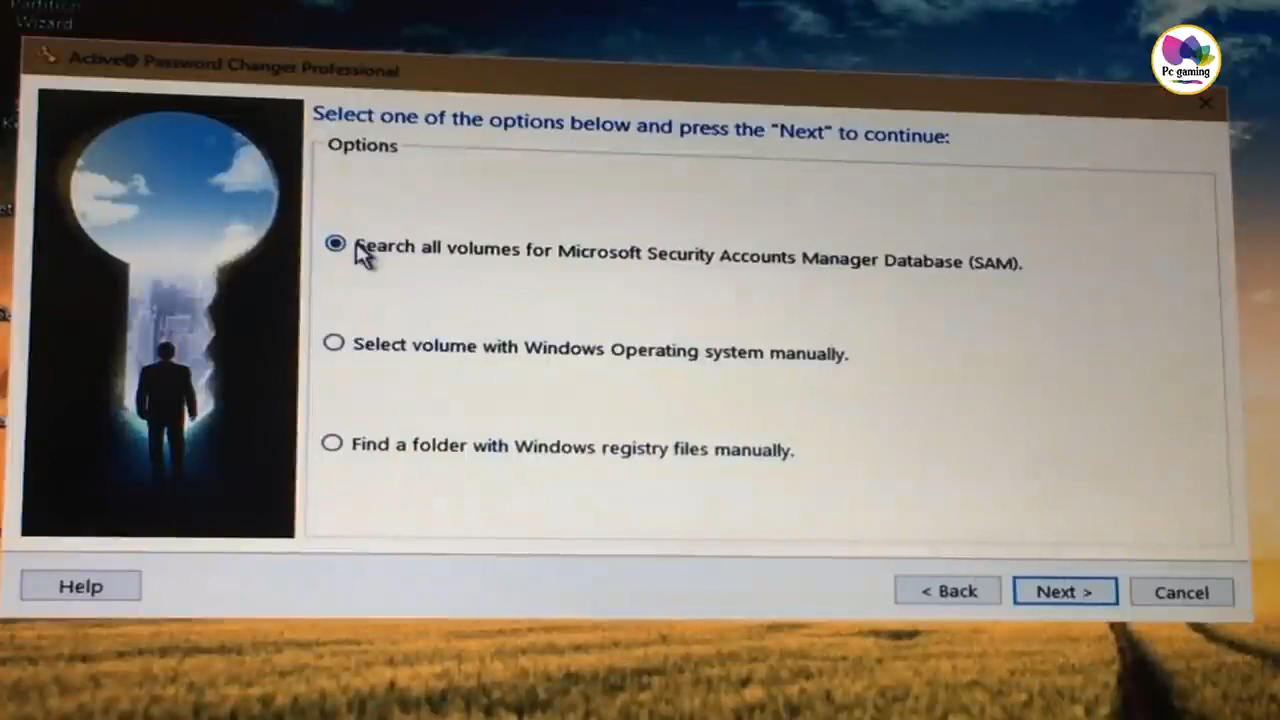 Wizard
Pc gaming
Active@ Password Changer Professional
Select one of the options below and press the "Next" to continue:
Options
Search all volumes for Microsoft Security Accounts Manager Database (SAM).
Select volume with Windows Operating system manually.
Find a folder with Windows registry files manually.
Help
< Back
Next >
Cancel